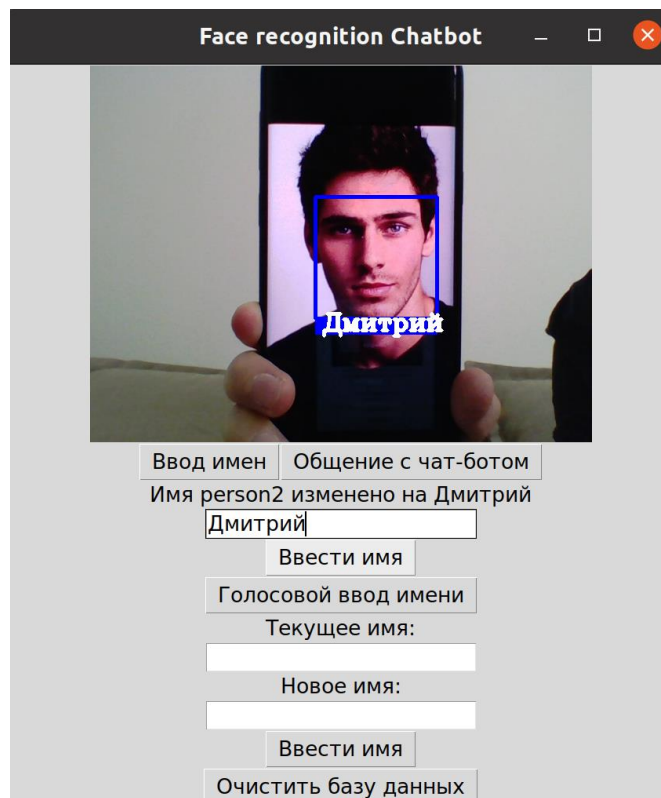 Face recognition Chatbot
Дмитрий
Ввод имен Общение с чат-ботом
Имя person2 изменено на Дмитрий
Дмитрий
Ввести имя
Голосовой ввод имени
Текущее имя:
Новое имя:
Ввести имя
Очистить базу данных